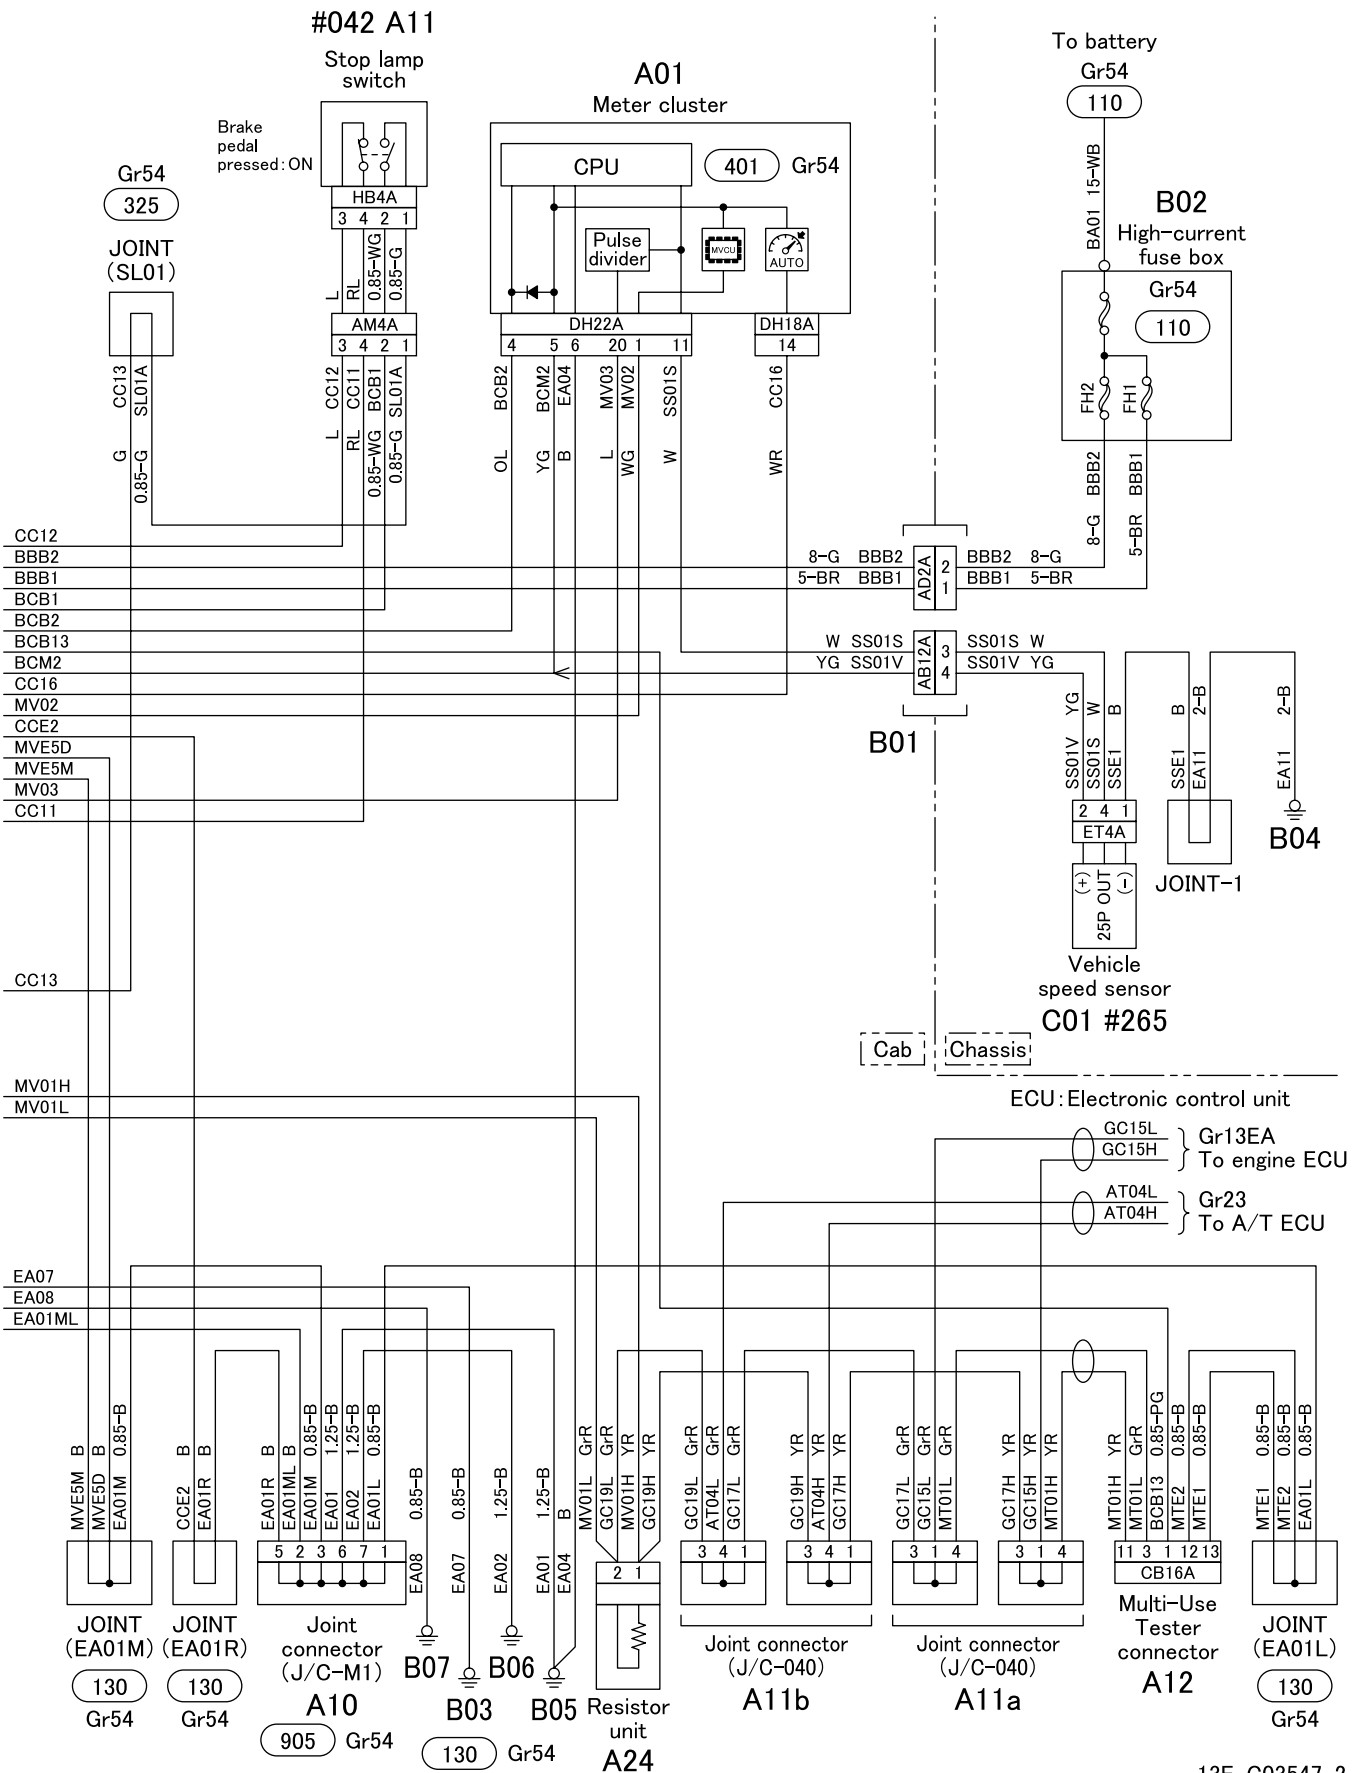 #042 A11
Stop lamp
switch
Brake
pedal
pressed:ON
HB4A
3 4 2 1
L
RL
0.85-WG
0.85-G
AM4A
3 4 2 1
L CC12
RL CC11
0.85-WG BCB1
0.85-G SL01A
Gr54
325
JOINT
(SL01)
G CC13
0.85-G SL01A
A01
Meter cluster
CPU
401
Gr54
Pulse
divider
MVCU
AUTO
DH22A
4 5 6 20 1 11
DH18A
14
OL BCB2
YG BCM2
B EA04
L MV03
WG MV02
W SS01S
WR CC16
To battery
Gr54
110
BA01 15-WB
B02
High-current
fuse box
Gr54
110
FH2
FH1
8-G BBB2
5-BR BBB1
CC12
BBB2
BBB1
BCB1
BCB2
BCB13
BCM2
CC16
MV02
CCE2
MVE5D
MVE5M
MV03
CC11
8-G BBB2
5-BR BBB1
AD2A
2
1
BBB2 8-G
BBB1 5-BR
W SS01S
YG SS01V
AB12A
3
4
SS01S W
SS01V YG
B01
SS01V YG
SS01S W
SSE1 B
SSE1 B
EA11 2-B
EA11 2-B
2 4 1
ET4A
(+)
25P OUT
(-)
Vehicle
speed sensor
C01 #265
JOINT-1
B04
CC13
Cab
Chassis
MV01H
MV01L
ECU:Electronic control unit
GC15L
GC15H
Gr13EA
To engine ECU
AT04L
AT04H
Gr23
To A/T ECU
EA07
EA08
EA01ML
MVE5M B
MVE5D B
EA01M 0.85-B
CCE2 B
EA01R B
EA01R B
EA01ML B
EA01M 0.85-B
EA01 1.25-B
EA02 1.25-B
EA01L 0.85-B
EA08 0.85-B
EA07 0.85-B
EA02 1.25-B
EA01 1.25-B
EA04 B
MV01L GrR
GC19L GrR
MV01H YR
GC19H YR
GC19L GrR
AT04L GrR
GC17L GrR
GC19H YR
AT04H YR
GC17H YR
GC17L GrR
GC15L GrR
MT01L GrR
GC17H YR
GC15H YR
MT01H YR
MT01H YR
MT01L GrR
BCB13 0.85-PG
MTE2 0.85-B
MTE1 0.85-B
MTE1 0.85-B
MTE2 0.85-B
EA01L 0.85-B
5 2 3 6 7 1
2 1
3 4 1
3 4 1
3 1 4
3 1 4
11 3 1 12 13
CB16A
JOINT
(EA01M)
130
Gr54
JOINT
(EA01R)
130
Gr54
Joint
connector
(J/C-M1)
A10
905
Gr54
B07
B03
130
Gr54
B06
B05
Resistor
unit
A24
Joint connector
(J/C-040)
A11b
Joint connector
(J/C-040)
A11a
Multi-Use
Tester
connector
A12
JOINT
(EA01L)
130
Gr54